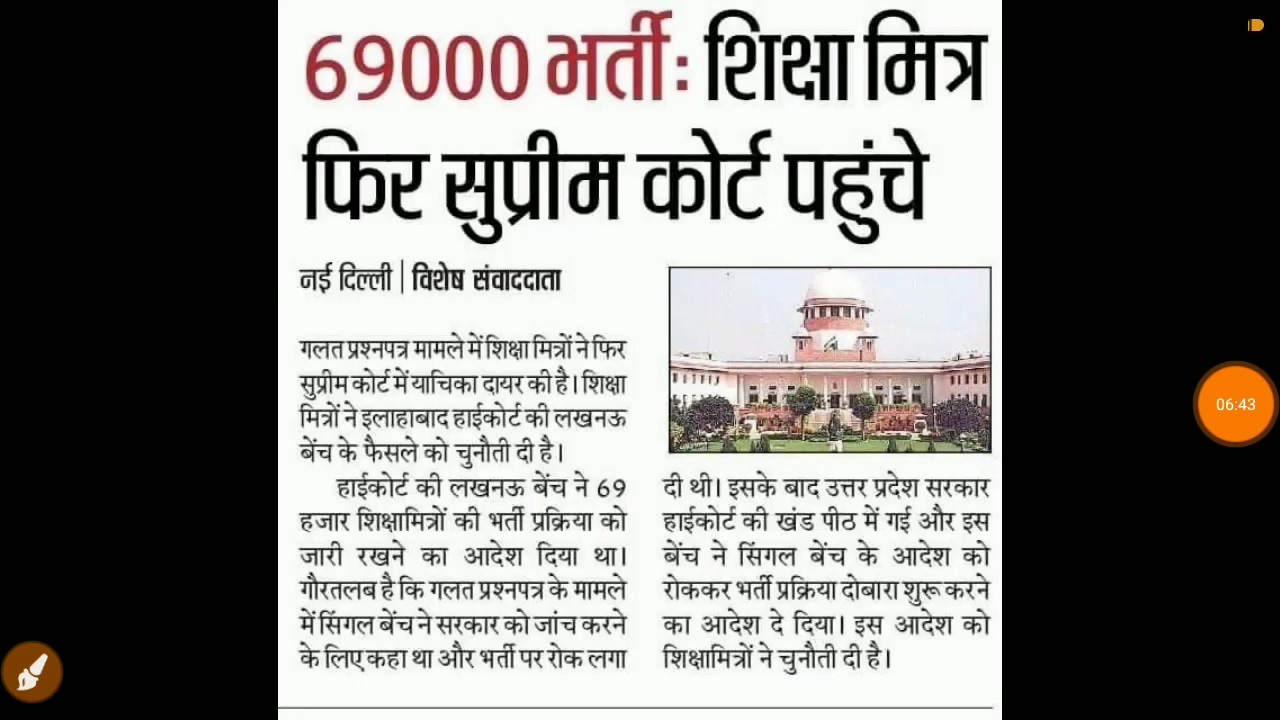 69000 भर्ती: शिक्षा मित्र
फिर सुप्रीम कोर्ट पहुंचे
नई दिल्ली | विशेष संवाददाता
गलत प्रश्नपत्र मामले में शिक्षा मित्रों ने फिर
सुप्रीम कोर्ट में याचिका दायर की है। शिक्षा
मित्रों ने इलाहाबाद हाईकोर्ट की लखनऊ
बेंच के फैसले को चुनौती दी है।
हाईकोर्ट की लखनऊ बेंच ने 69
हजार शिक्षामित्रों की भर्ती प्रक्रिया को
जारी रखने का आदेश दिया था।
गौरतलब है कि गलत प्रश्नपत्र के मामले
में सिंगल बेंच ने सरकार को जांच करने
के लिए कहा था और भर्ती पर रोक लगा
दी थी। इसके बाद उत्तर प्रदेश सरकार
हाईकोर्ट की खंड पीठ में गई और इस
बेंच ने सिंगल बेंच के आदेश को
रोककर भर्ती प्रक्रिया दोबारा शुरू करने
का आदेश दे दिया। इस आदेश को
शिक्षामित्रों ने चुनौती दी है।
06:43